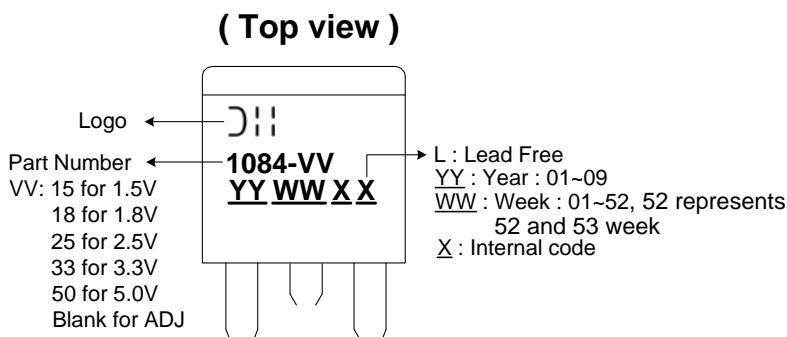 ( Top view )
Logo
1084-VV
YY WW X X
Part Number
VV: 15 for 1.5V
18 for 1.8V
25 for 2.5V
33 for 3.3V
50 for 5.0V
Blank for ADJ
L : Lead Free
YY : Year : 01~09
WW : Week : 01~52, 52 represents
52 and 53 week
X : Internal code